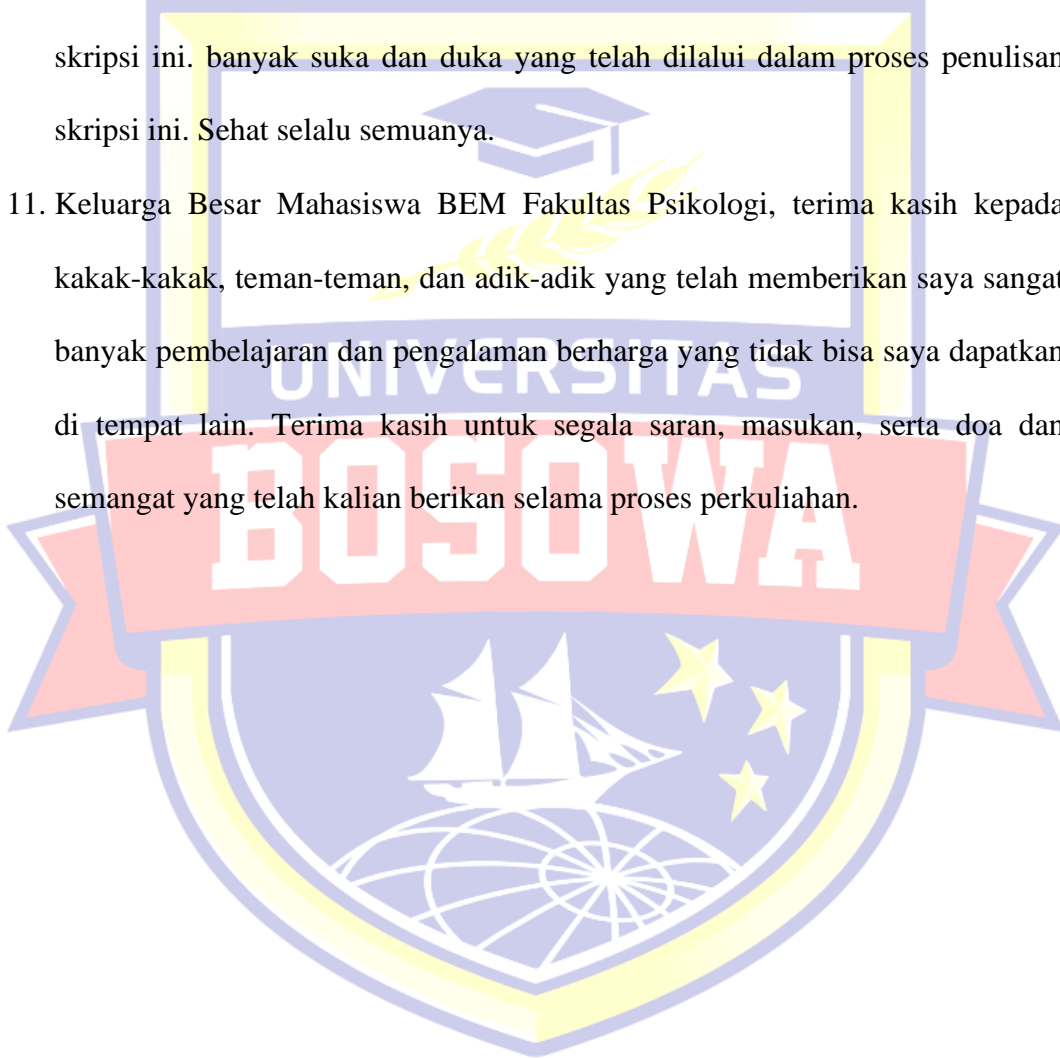 skripsi ini. banyak suka dan duka yang telah dilalui dalam proses penulisan
skripsi ini. Sehat selalu semuanya.
11. Keluarga Besar Mahasiswa BEM Fakultas Psikologi, terima kasih kepada
kakak-kakak, teman-teman, dan adik-adik yang telah memberikan saya sangat
banyak pembelajaran dan pengalaman berharga yang tidak bisa saya dapatkan
UNIVERSITAS
di tempat lain. Terima kasih untuk segala saran, masukan, serta doa dan
BOSOWA
semangat yang telah kalian berikan selama proses perkuliahan.